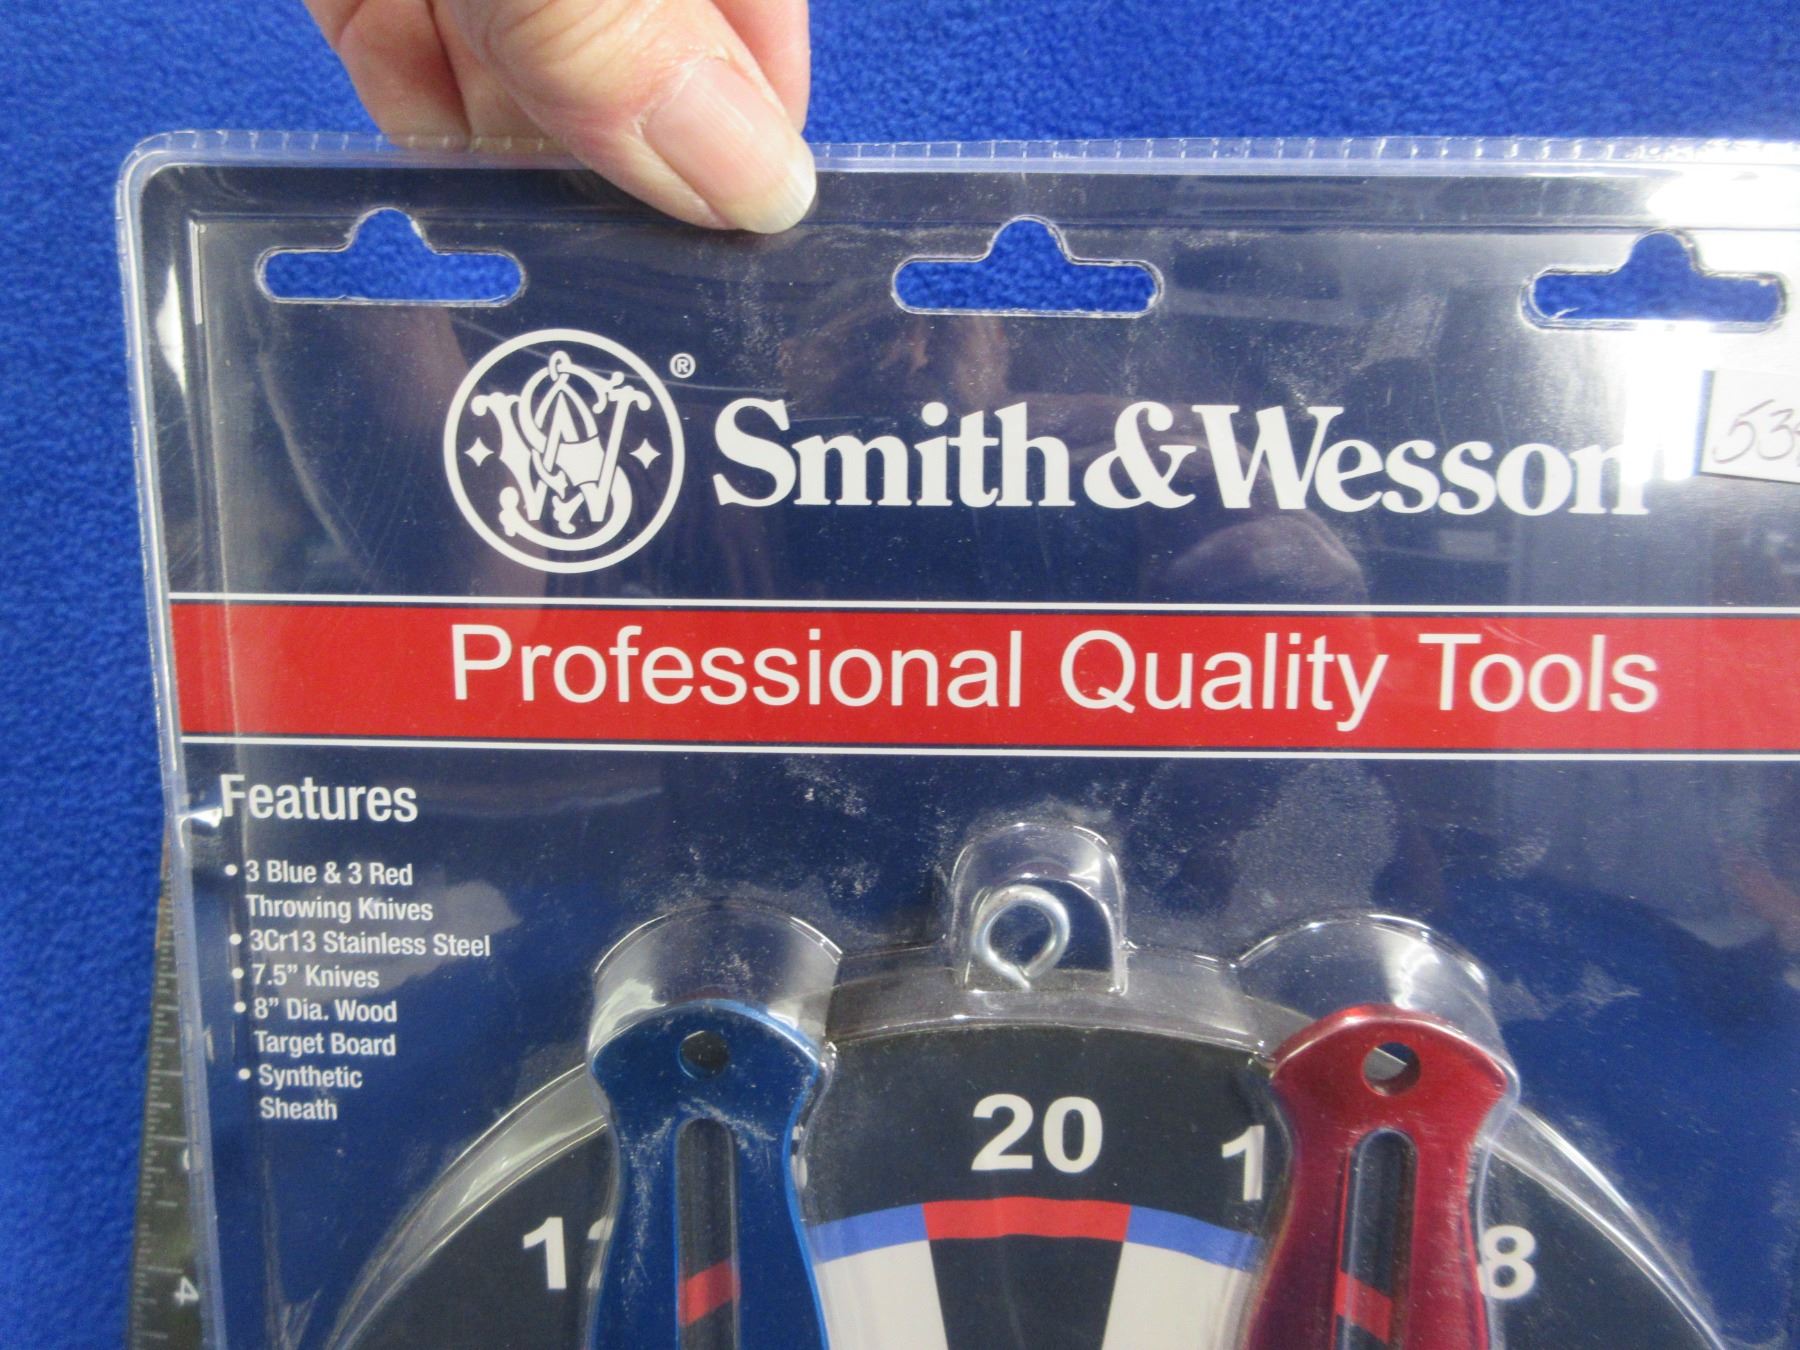 ®
Smith&Wesson
Professional Quality Tools
Features
• 3 Blue & 3 Red
Throwing Knives
• 3Cr13 Stainless Steel
• 7.5” Knives
• 8” Dia. Wood
Target Board
• Synthetic
Sheath
20
4